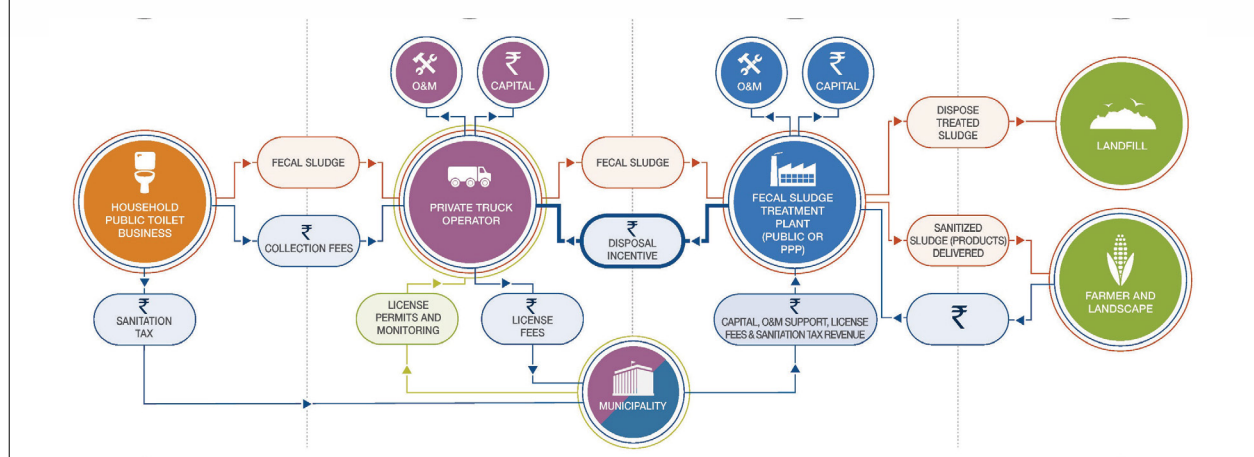 O&M
₹
CAPITAL
O&M
₹
CAPITAL
DISPOSE
TREATED
SLUDGE
LANDFILL
HOUSEHOLD
PUBLIC TOILET
BUSINESS
FECAL SLUDGE
₹
COLLECTION FEES
PRIVATE TRUCK
OPERATOR
FECAL SLUDGE
₹
DISPOSAL
INCENTIVE
FECAL SLUDGE
TREATMENT
PLANT
(PUBLIC OR
PPP)
SANITIZED
SLUDGE (PRODUCTS)
DELIVERED
₹
FARMER AND
LANDSCAPE
₹
SANITATION
TAX
LICENSE
PERMITS AND
MONITORING
₹
LICENSE
FEES
₹
CAPITAL, O&M SUPPORT, LICENSE
FEES & SANITATION TAX REVENUE
MUNICIPALITY